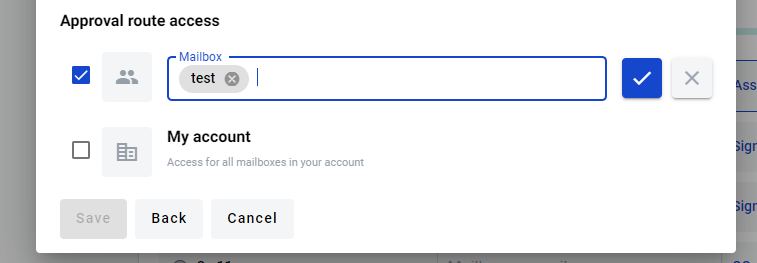 Approval route access
Mailbox
test
Ass
My account
Access for all mailboxes in your account
Sign
Sign
Save
Back
Cancel